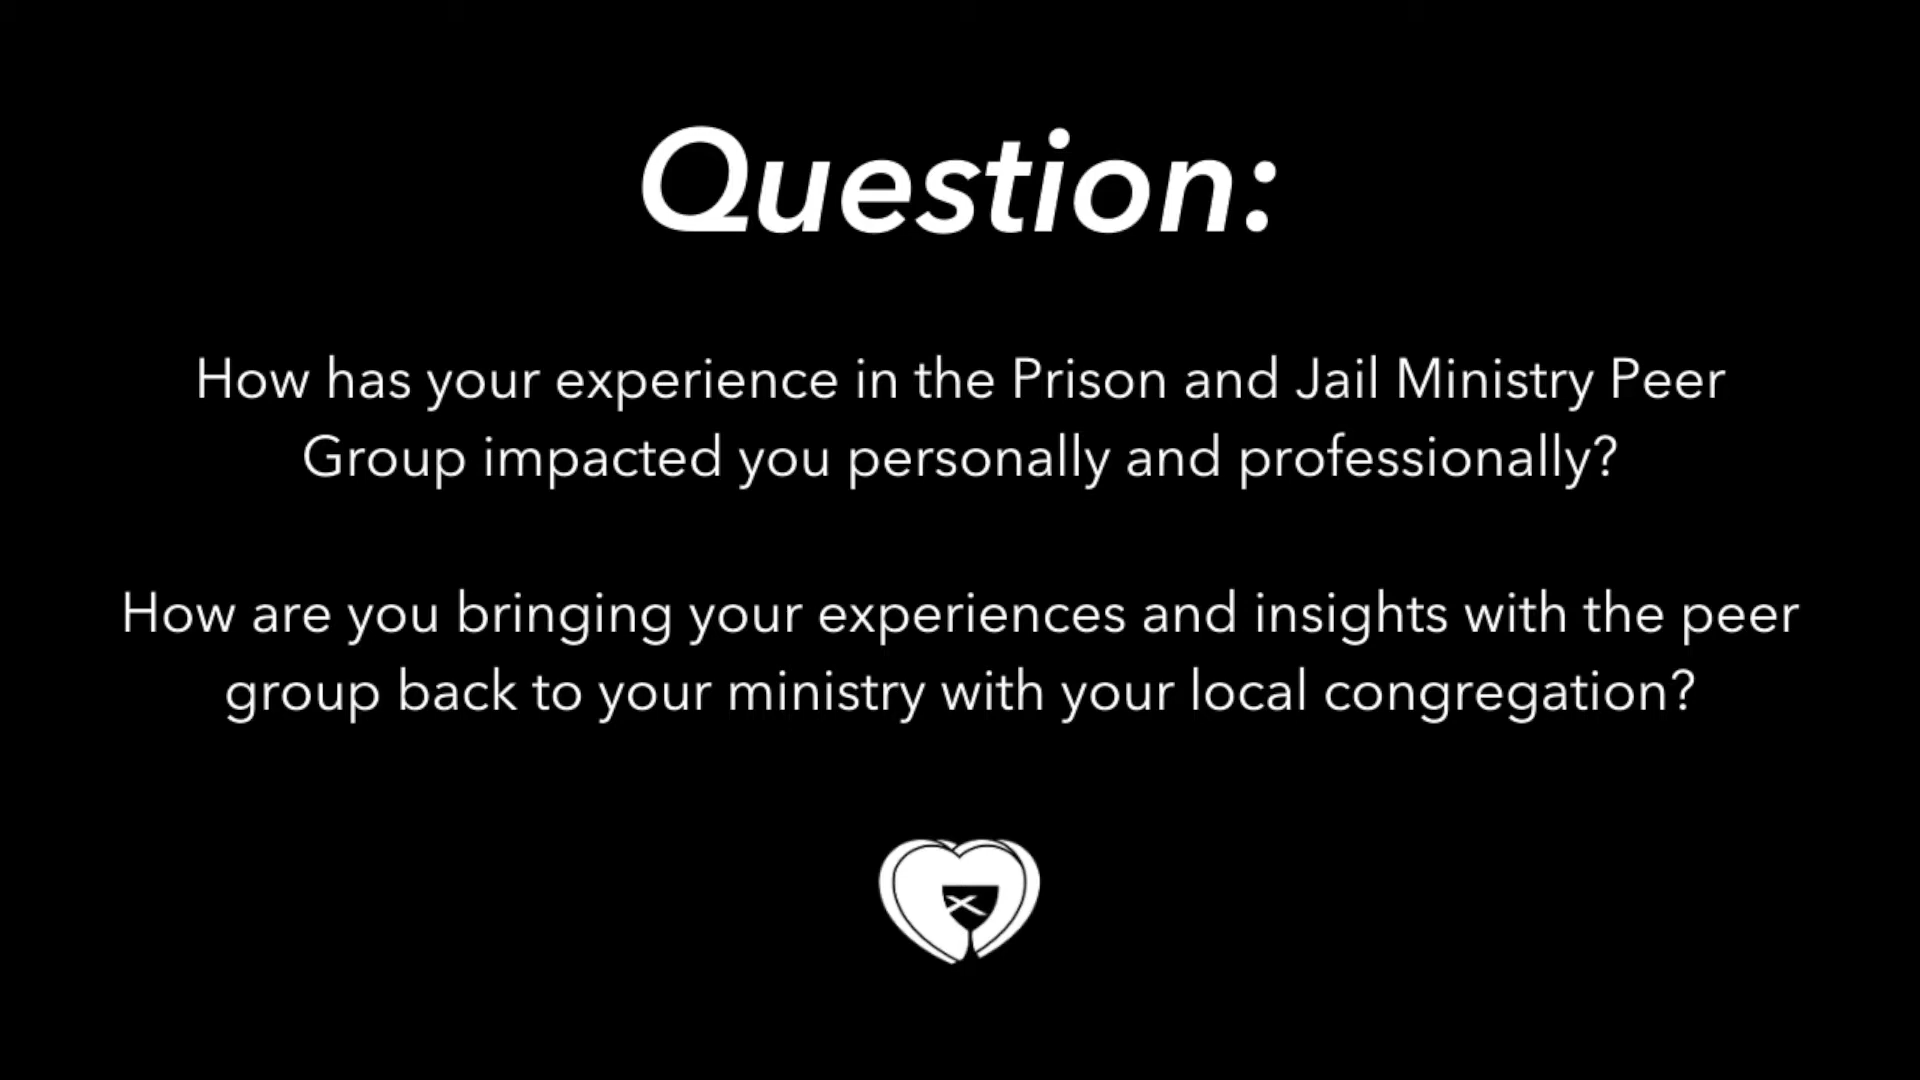 Question:
How has your experience in the Prison and Jail Ministry Peer
Group impacted you personally and professionally?
How are you bringing your experiences and insights with the peer
group back to your ministry with your local congregation?